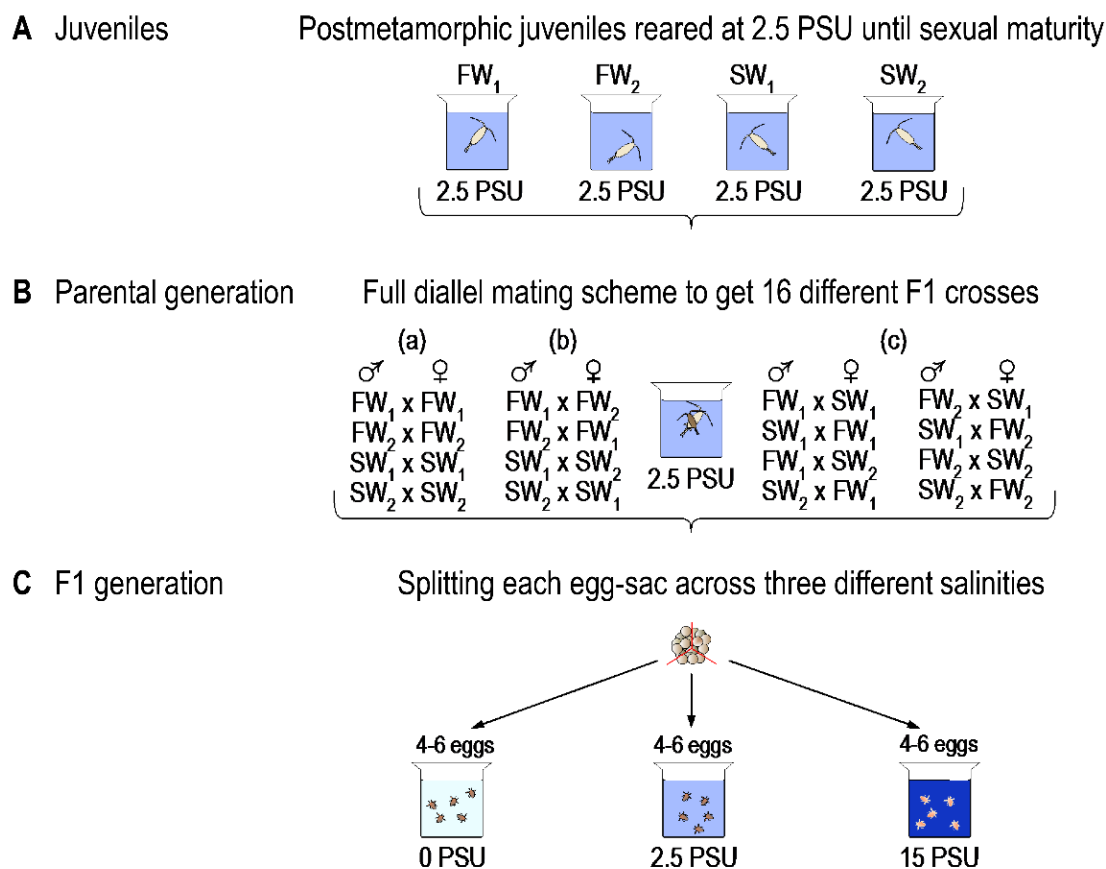 A Juveniles Postmetamorphic juveniles reared at 2.5 PSU until sexual maturity
FW₁ FW₂ SW₁ SW₂
2.5 PSU 2.5 PSU 2.5 PSU 2.5 PSU
B Parental generation Full diallel mating scheme to get 16 different F1 crosses
(a) (b) (c)
♂ ♀ ♂ ♀ ♂ ♀ ♂ ♀
FW₁ x FW₁ FW₁ x FW₂ FW₁ x SW₁ FW₂ x SW₁
FW₂ x FW₂ FW₂ x FW₁ SW₁ x FW₁ SW₁ x FW₂
SW₁ x SW₁ SW₁ x SW₂ FW₁ x SW₂ FW₂ x SW₂
SW₂ x SW₂ SW₂ x SW₁ 2.5 PSU SW₂ x FW₁ SW₂ x FW₂
C F1 generation Splitting each egg-sac across three different salinities
4-6 eggs 4-6 eggs 4-6 eggs
0 PSU 2.5 PSU 15 PSU